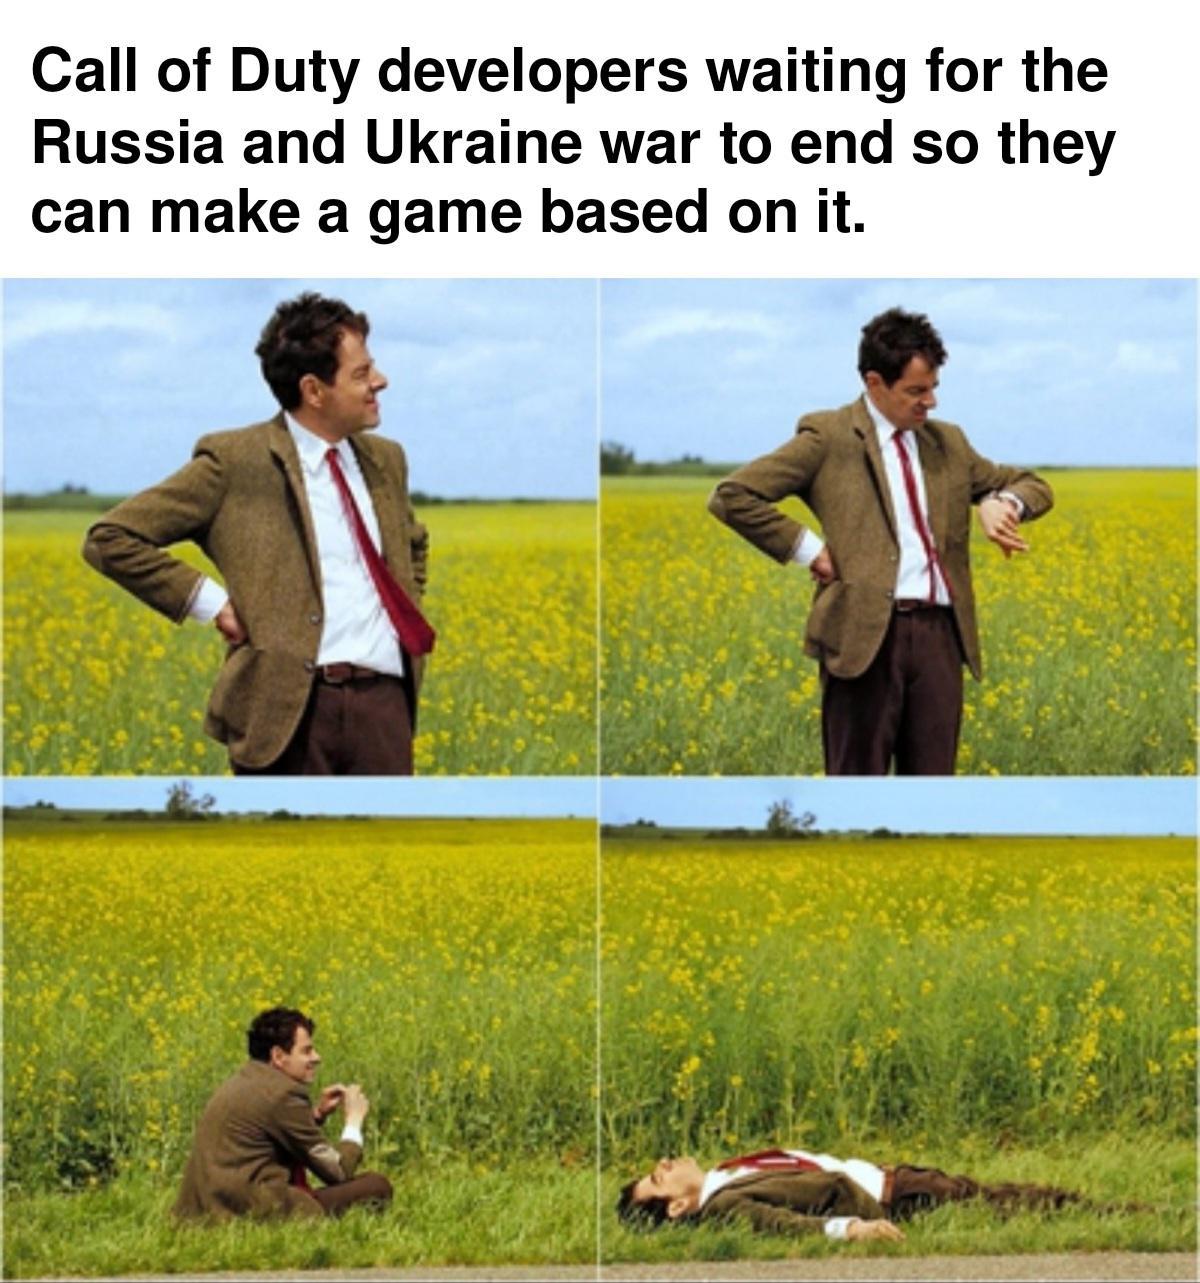 Call of Duty developers waiting for the
Russia and Ukraine war to end so they
can make a game based on it.